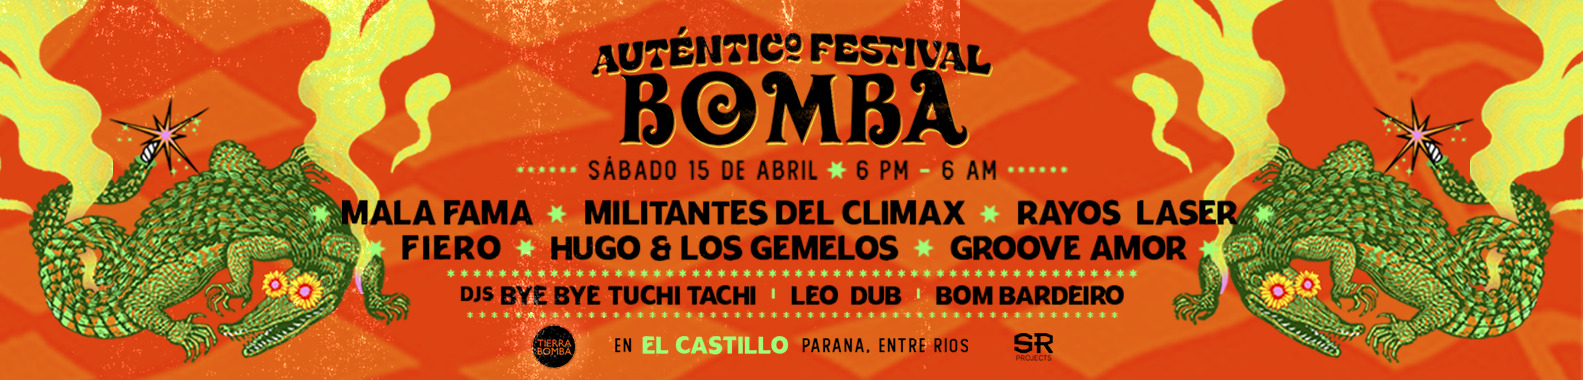 AUTÉNTICO FESTIVAL
BOMBA
SÁBADO 15 DE ABRIL 6 PM - 6 AM
MALA FAMA MILITANTES DEL CLIMAX RAYOS LASER
FIERO HUGO & LOS GEMELOS GROOVE AMOR
DJS BYE BYE TUCHI TACHI LEO DUB BOM BARDEIRO
TIERRA BOMBA
EN EL CASTILLO PARANA, ENTRE RIOS
SR PROJECTS